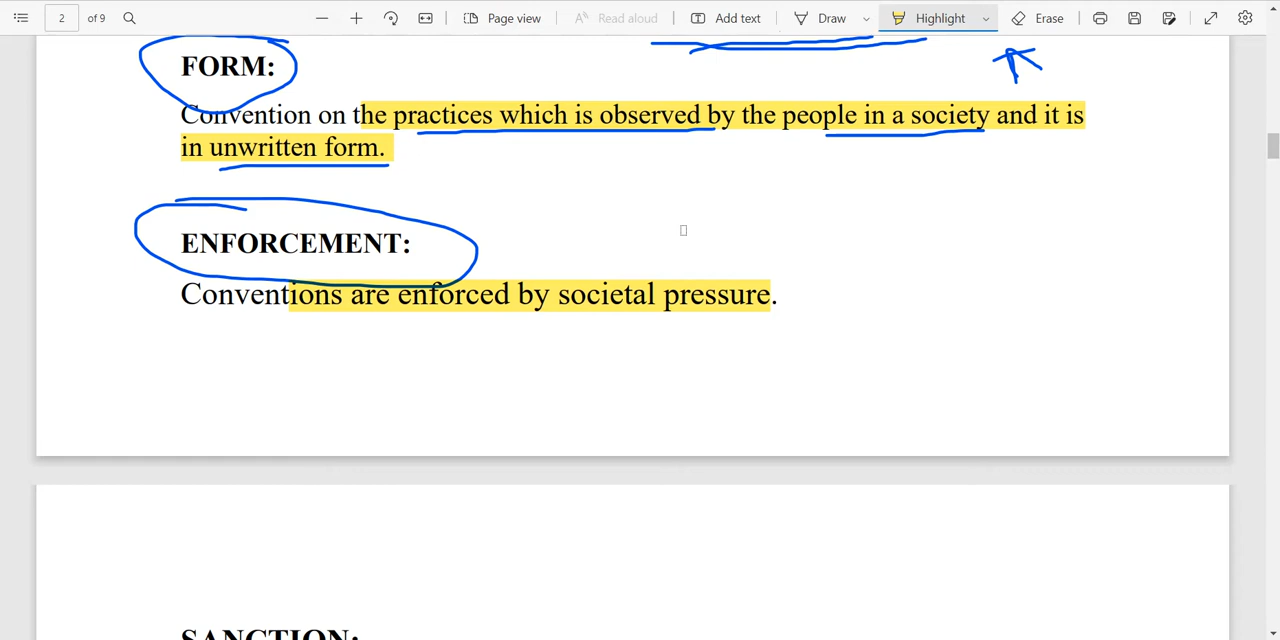 2 of 9 Page view Read aloud Add text Draw Highlight Erase
FORM:
Convention on the practices which is observed by the people in a society and it is
in unwritten form.
ENFORCEMENT:
Conventions are enforced by societal pressure.
SANCTION: